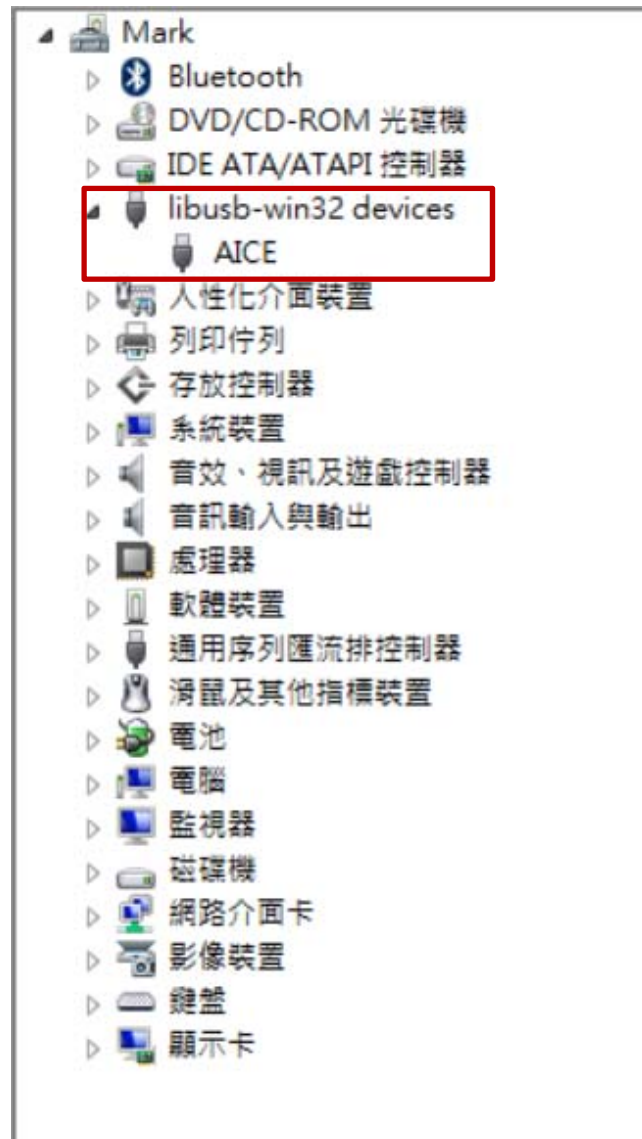 Mark
Bluetooth
DVD/CD-ROM 光碟機
IDE ATA/ATAPI 控制器
libusb-win32 devices
AICE
人性化介面裝置
列印佇列
存放控制器
系統裝置
音效、視訊及遊戲控制器
音訊輸入與輸出
處理器
軟體裝置
通用序列匯流排控制器
滑鼠及其他指標裝置
電池
電腦
監視器
磁碟機
網路介面卡
影像裝置
鍵盤
顯示卡